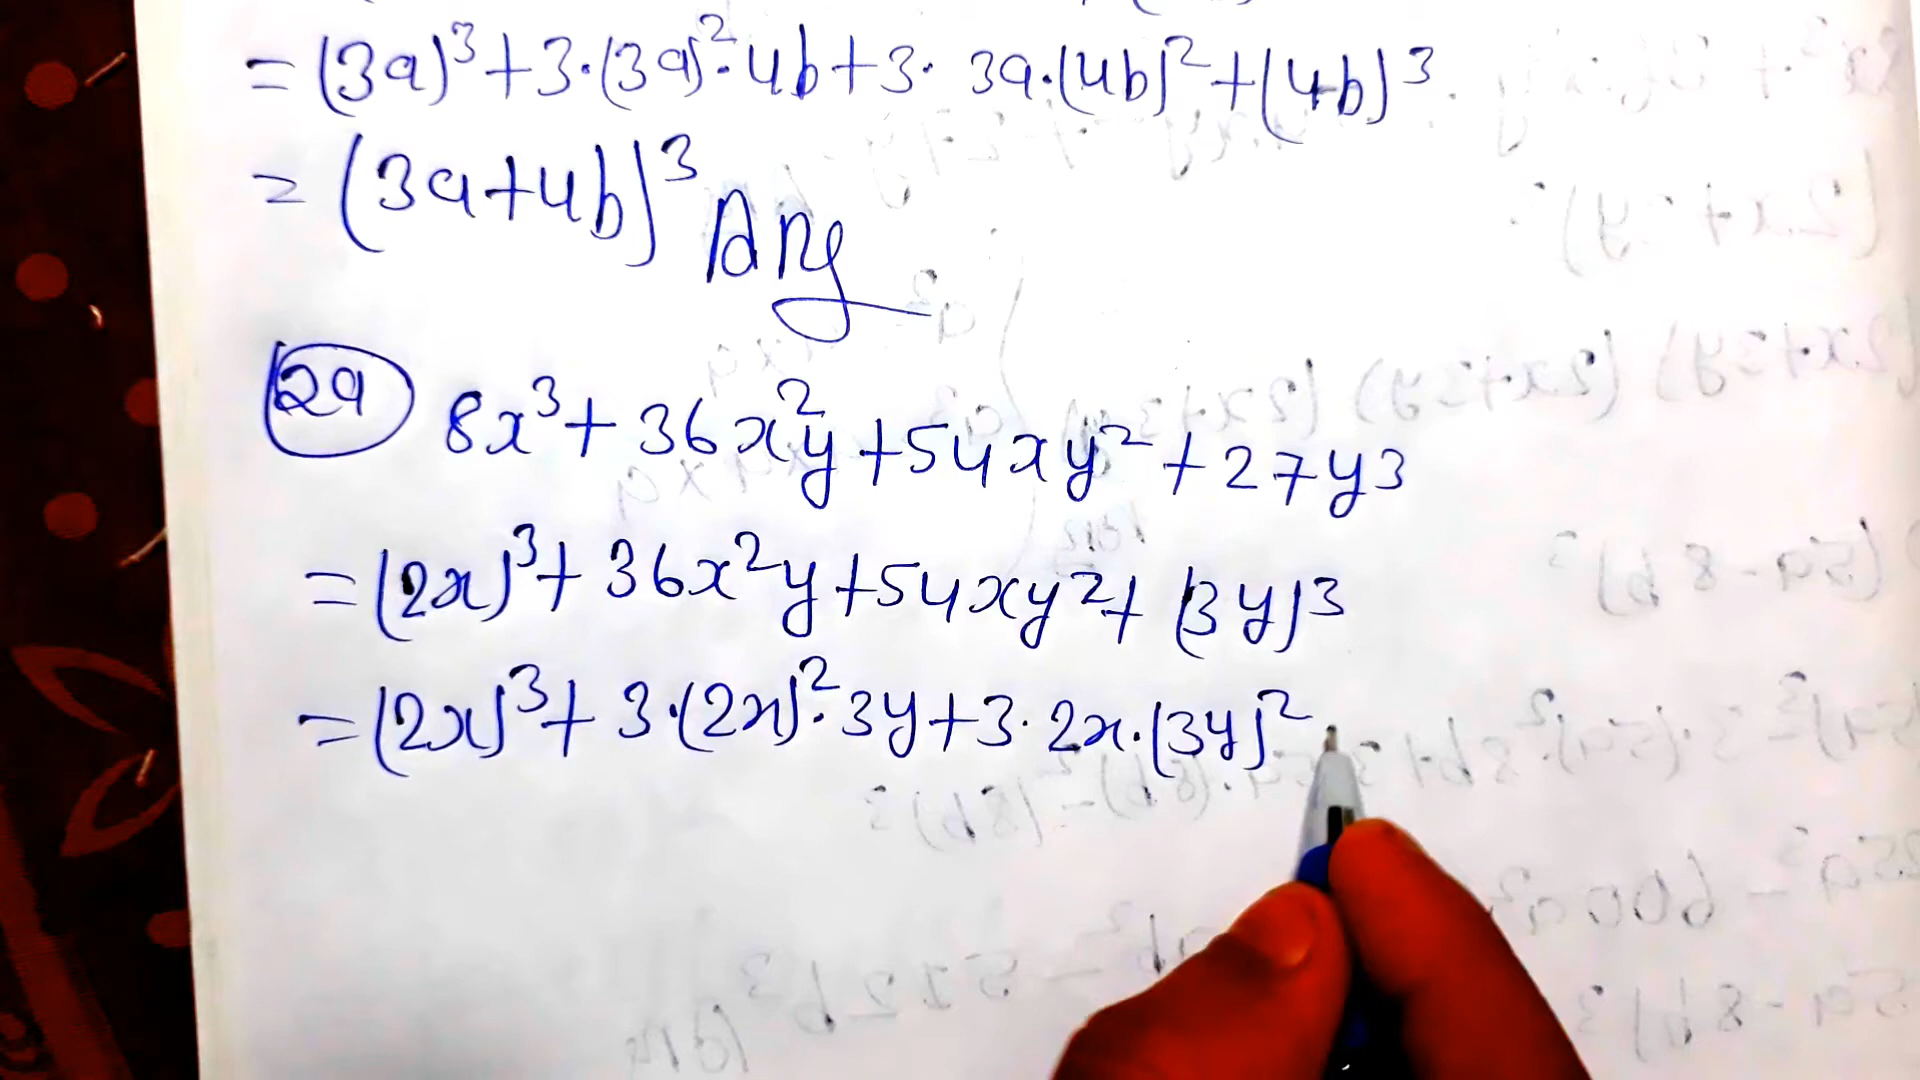 = (3a)³+3·(3a)²·4b+3· 3a·(4b)²+(4b)³
= (3a+4b)³ Ans
29 8x³+36x²y+54xy²+27y3
= (2x)³+36x²y+54xy²+(3y)3
= (2x)³+3·(2x)²·3y+3·2x·(3y)²